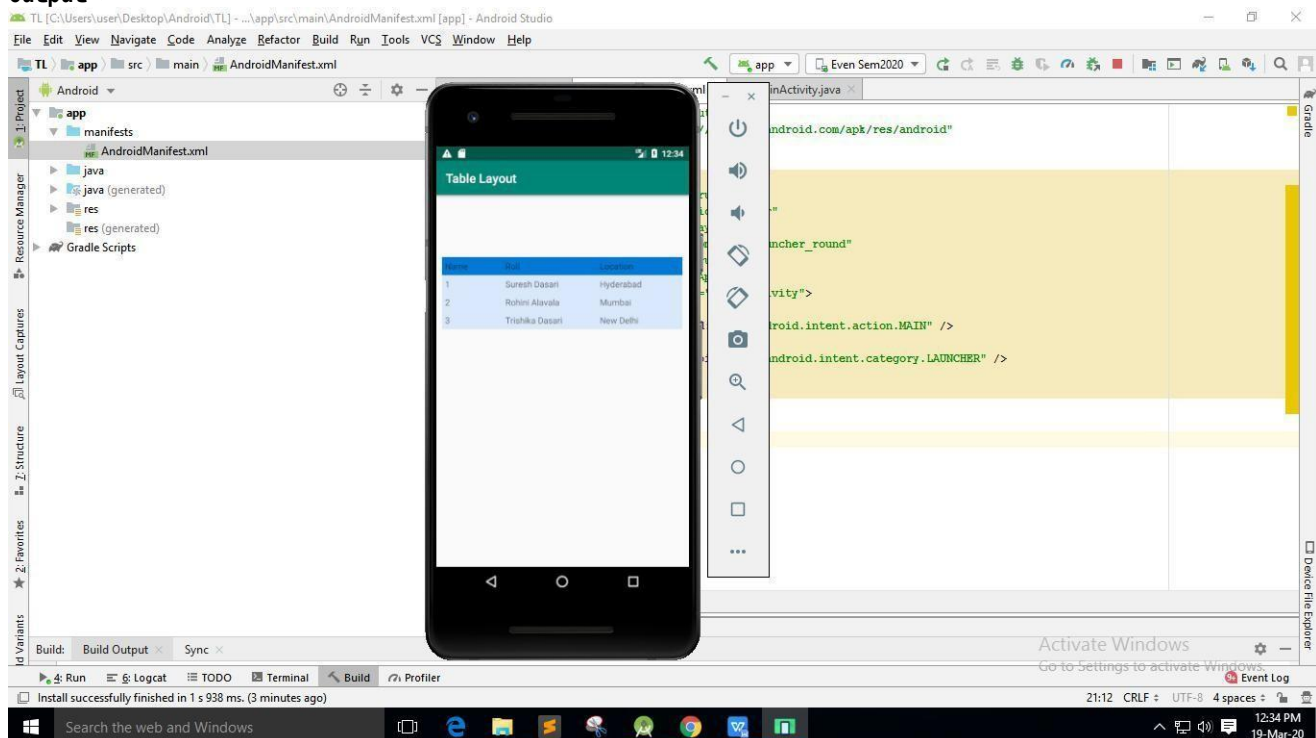 output
TL [C:\Users\user\Desktop\Android\TL] - ...\app\src\main\AndroidManifest.xml [app] - Android Studio
File Edit View Navigate Code Analyze Refactor Build Run Tools VCS Window Help
TL app src main AndroidManifest.xml
app Even Sem2020
1: Project
Resource Manager
Layout Captures
Z: Structure
2: Favorites
ld Variants
Android
app
manifests
AndroidManifest.xml
java
java (generated)
res
res (generated)
Gradle Scripts
12:34
Table Layout
Name Roll Location
1 Suresh Dasari Hyderabad
2 Rohini Alavala Mumbai
3 Trishika Dasari New Delhi
ml
inActivity.java
ndroid.com/apk/res/android"
"
ncher_round"
vity">
roid.intent.action.MAIN" />
ndroid.intent.category.LAUNCHER" />
Gradle
Device File Explorer
Build: Build Output Sync
Activate Windows
Go to Settings to activate Windows.
4: Run 6: Logcat TODO Terminal Build Profiler
Event Log
Install successfully finished in 1 s 938 ms. (3 minutes ago)
21:12 CRLF UTF-8 4 spaces
Search the web and Windows
12:34 PM
19-Mar-20